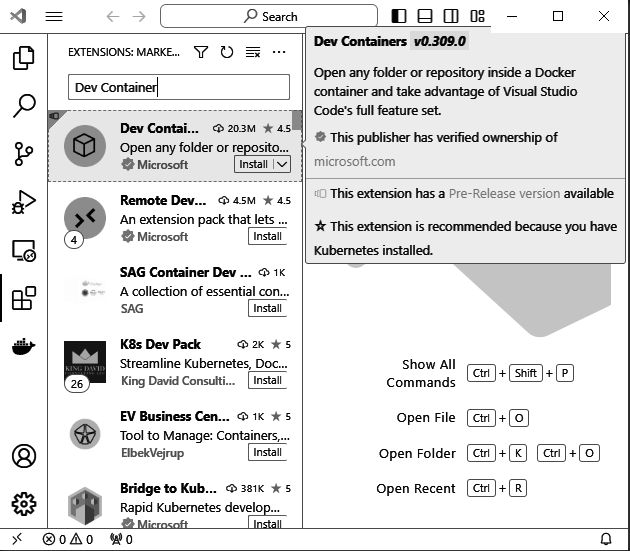 Search
EXTENSIONS: MARKE...
Dev Container
Dev Contai... 20.3M 4.5
Open any folder or reposito...
Microsoft Install
Remote Dev... 4.5M 4.5
An extension pack that lets ...
4
Microsoft Install
SAG Container Dev ... 1K
A collection of essential con...
SAG Install
K8s Dev Pack 2K 5
Streamline Kubernetes, Doc...
KING DAVID
26
King David Consulti... Install
EV Business Cen... 1K 5
Tool to Manage: Containers,...
ElbekVejrup Install
Bridge to Kub... 381K 5
Rapid Kubernetes develop...
Microsoft Install
Dev Containers v0.309.0
Open any folder or repository inside a Docker
container and take advantage of Visual Studio
Code's full feature set.
This publisher has verified ownership of
microsoft.com
This extension has a Pre-Release version available
This extension is recommended because you have
Kubernetes installed.
Show All
Commands Ctrl + Shift + P
Open File Ctrl + O
Open Folder Ctrl + K Ctrl + O
Open Recent Ctrl + R
0 0 0